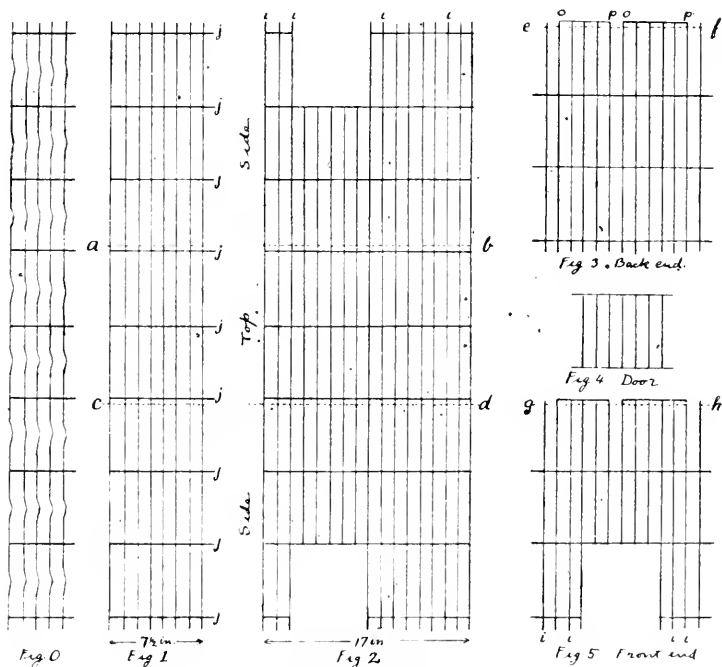 i i i i
o p o p
e f
j
j
Side
j
a j b
Fig 3. Back end.
j
Top.
Fig 4 Door
c j d
g h
j
Side
j
j
i i i i
7½ in
17 in
Fig. 0
Fig 1
Fig 2
Fig 5 Front end